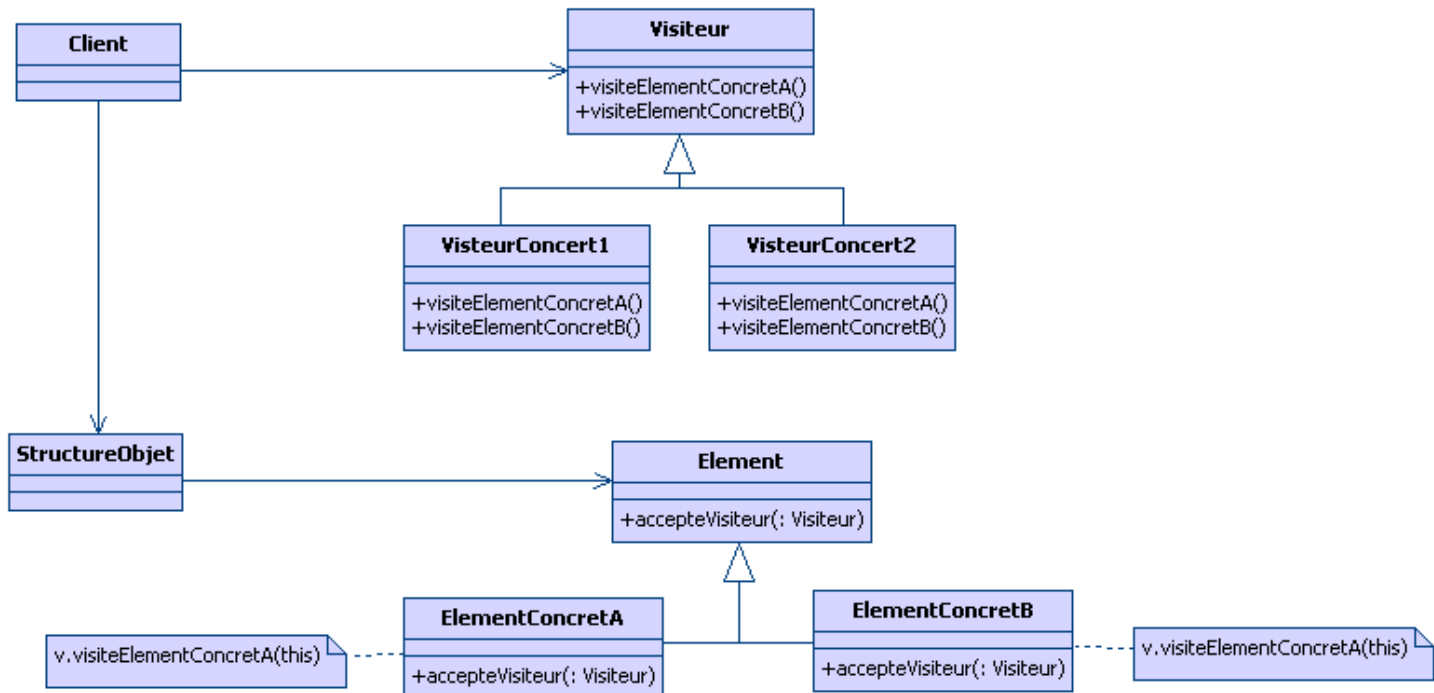 Client
Visiteur
+visiteElementConcretA()
+visiteElementConcretB()
VisteurConcert1
+visiteElementConcretA()
+visiteElementConcretB()
VisteurConcert2
+visiteElementConcretA()
+visiteElementConcretB()
StructureObjet
Element
+accepteVisiteur(: Visiteur)
ElementConcretA
+accepteVisiteur(: Visiteur)
ElementConcretB
+accepteVisiteur(: Visiteur)
v.visiteElementConcretA(this)
v.visiteElementConcretA(this)